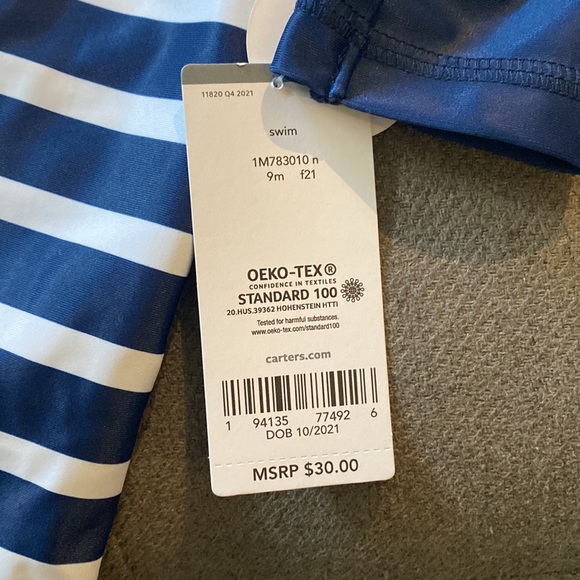 11820 Q4 2021
swim
1M783010 n
9m f21
OEKO-TEX®
CONFIDENCE IN TEXTILES
STANDARD 100
20.HUS.39362 HOHENSTEIN HTTI
Tested for harmful substances.
www.oeko-tex.com/standard100
carters.com
1 94135 77492 6
DOB 10/2021
MSRP $30.00